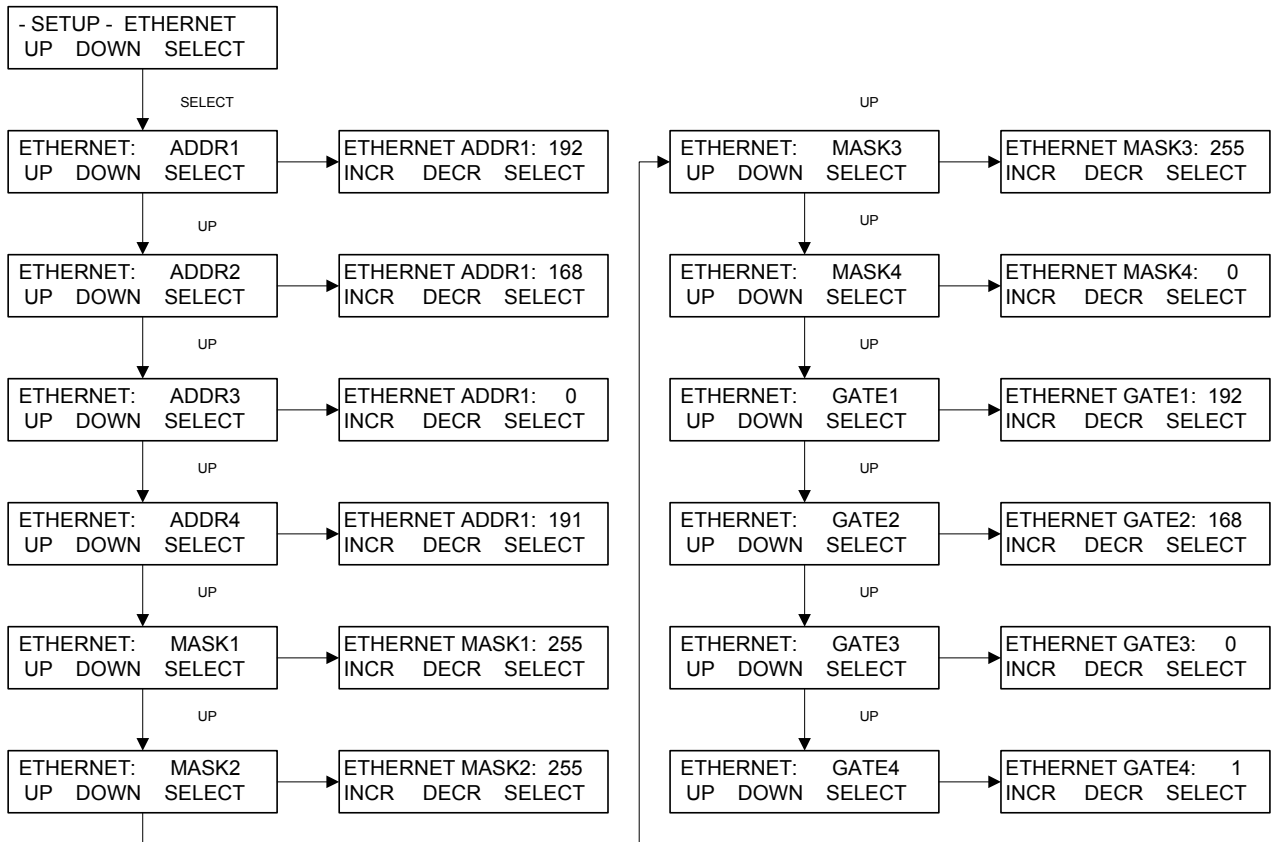 - SETUP - ETHERNET
UP DOWN SELECT
SELECT
ETHERNET: ADDR1
UP DOWN SELECT
ETHERNET ADDR1: 192
INCR DECR SELECT
UP
ETHERNET: ADDR2
UP DOWN SELECT
ETHERNET ADDR1: 168
INCR DECR SELECT
UP
ETHERNET: ADDR3
UP DOWN SELECT
ETHERNET ADDR1: 0
INCR DECR SELECT
UP
ETHERNET: ADDR4
UP DOWN SELECT
ETHERNET ADDR1: 191
INCR DECR SELECT
UP
ETHERNET: MASK1
UP DOWN SELECT
ETHERNET MASK1: 255
INCR DECR SELECT
UP
ETHERNET: MASK2
UP DOWN SELECT
ETHERNET MASK2: 255
INCR DECR SELECT
UP
ETHERNET: MASK3
UP DOWN SELECT
ETHERNET MASK3: 255
INCR DECR SELECT
UP
ETHERNET: MASK4
UP DOWN SELECT
ETHERNET MASK4: 0
INCR DECR SELECT
UP
ETHERNET: GATE1
UP DOWN SELECT
ETHERNET GATE1: 192
INCR DECR SELECT
UP
ETHERNET: GATE2
UP DOWN SELECT
ETHERNET GATE2: 168
INCR DECR SELECT
UP
ETHERNET: GATE3
UP DOWN SELECT
ETHERNET GATE3: 0
INCR DECR SELECT
UP
ETHERNET: GATE4
UP DOWN SELECT
ETHERNET GATE4: 1
INCR DECR SELECT